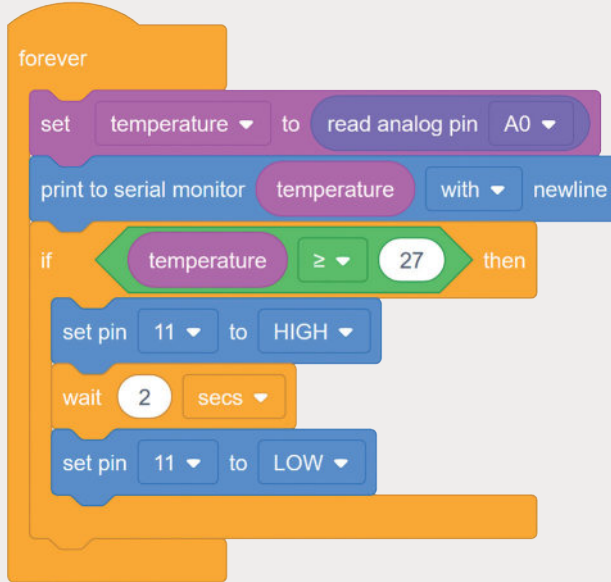 forever
set temperature to read analog pin A0
print to serial monitor temperature with newline
if temperature ≥ 27 then
set pin 11 to HIGH
wait 2 secs
set pin 11 to LOW